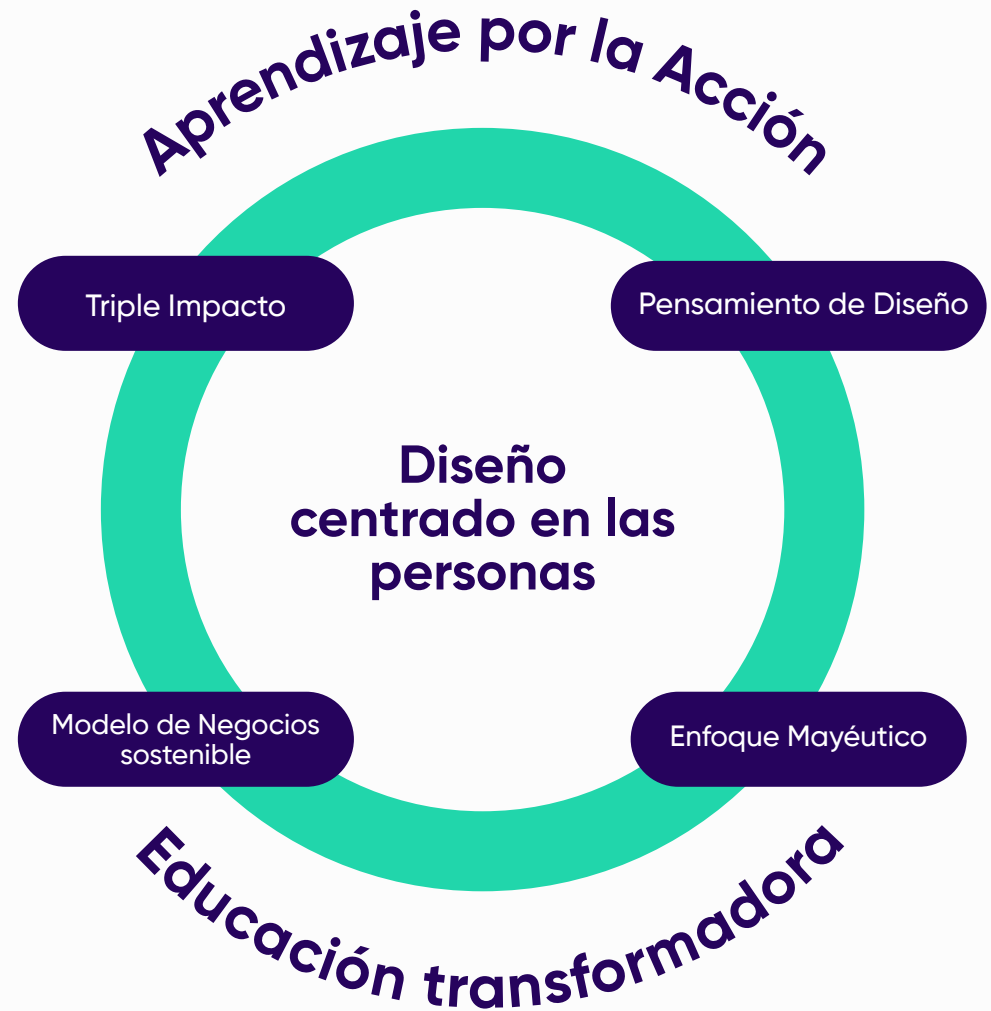 Aprendizaje por la Acción
Triple Impacto
Pensamiento de Diseño
Diseño
centrado en las
personas
Modelo de Negocios
sostenible
Enfoque Mayéutico
Educación transformadora